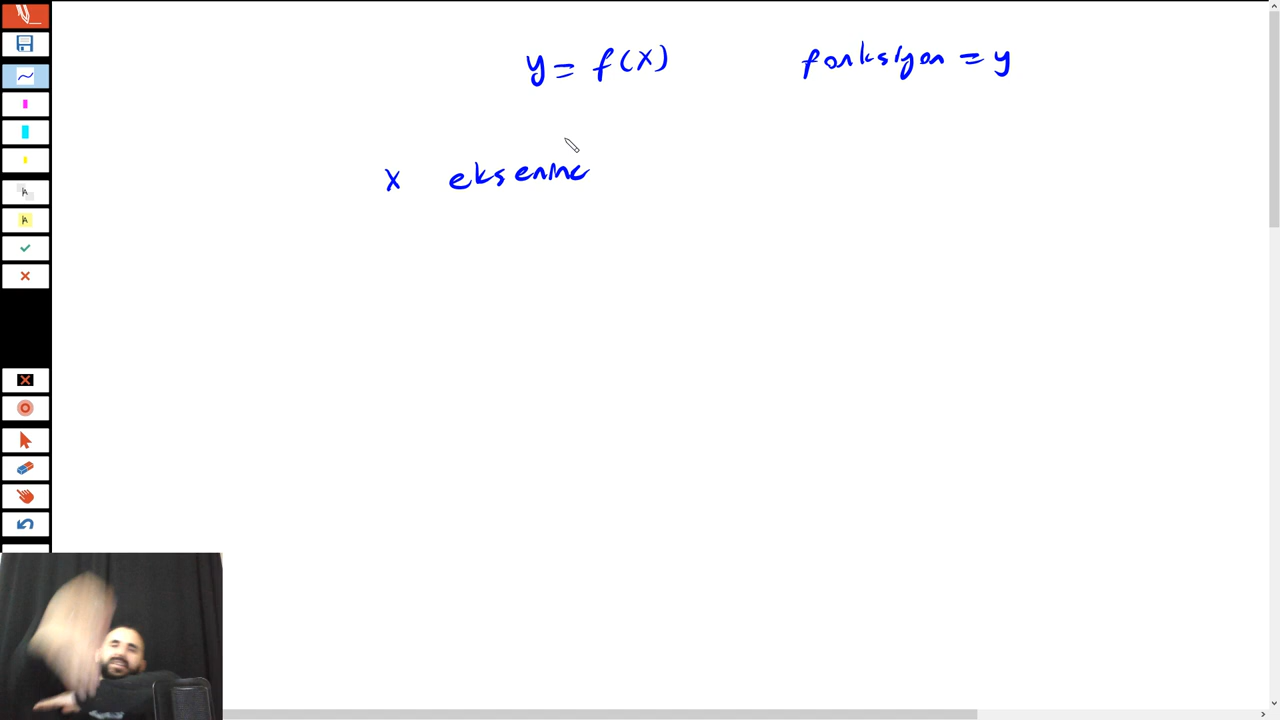 y = f(x) fonksiyon = y
x eksenine